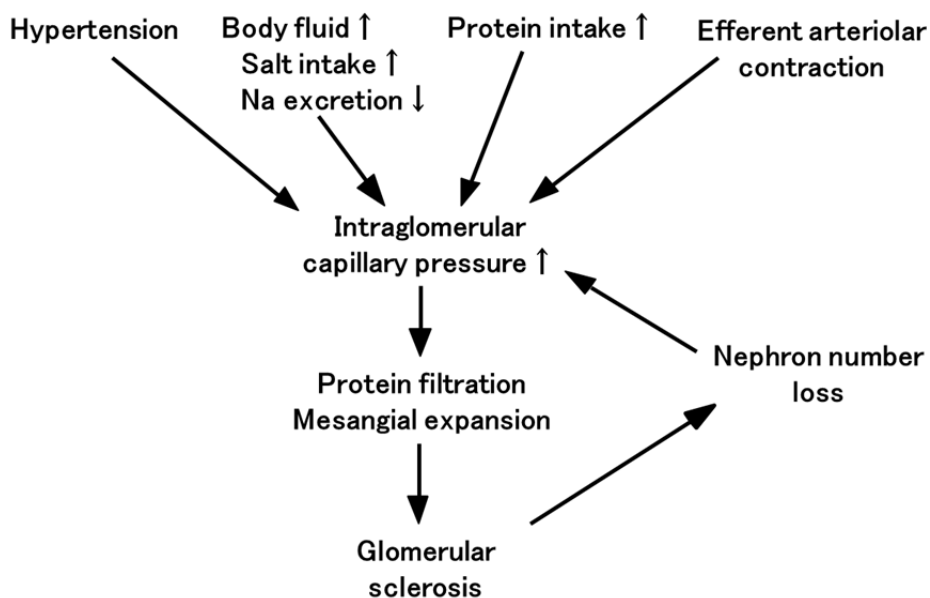 Hypertension
Body fluid ↑
Salt intake ↑
Na excretion ↓
Protein intake ↑
Efferent arteriolar
contraction
Intraglomerular
capillary pressure ↑
Protein filtration
Mesangial expansion
Nephron number
loss
Glomerular
sclerosis